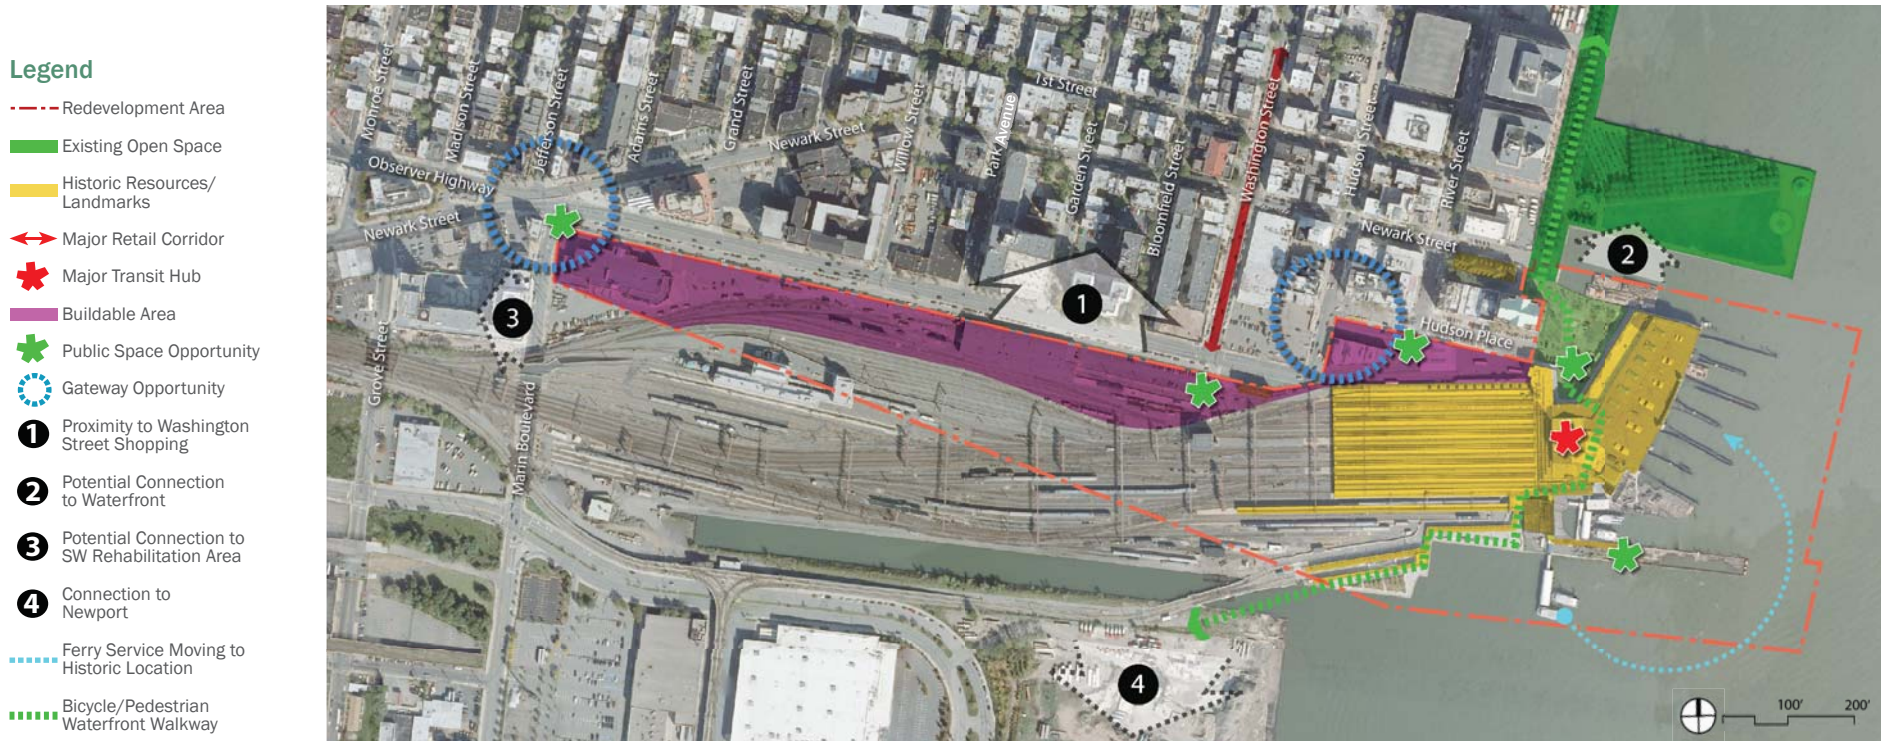 Legend
Redevelopment Area
Existing Open Space
Historic Resources/
Landmarks
Major Retail Corridor
Major Transit Hub
Buildable Area
Public Space Opportunity
Gateway Opportunity
1
Proximity to Washington
Street Shopping
2
Potential Connection
to Waterfront
3
Potential Connection to
SW Rehabilitation Area
4
Connection to
Newport
Ferry Service Moving to
Historic Location
Bicycle/Pedestrian
Waterfront Walkway
Monroe Street
Madison Street
Jefferson Street
Adams Street
Grand Street
Newark Street
Willow Street
Park Avenue
1st Street
Garden Street
Bloomfield Street
Washington Street
Hudson Street
River Street
Observer Highway
Newark Street
Newark Street
Hudson Place
Grove Street
Marin Boulevard
1
2
3
4
100'
200'